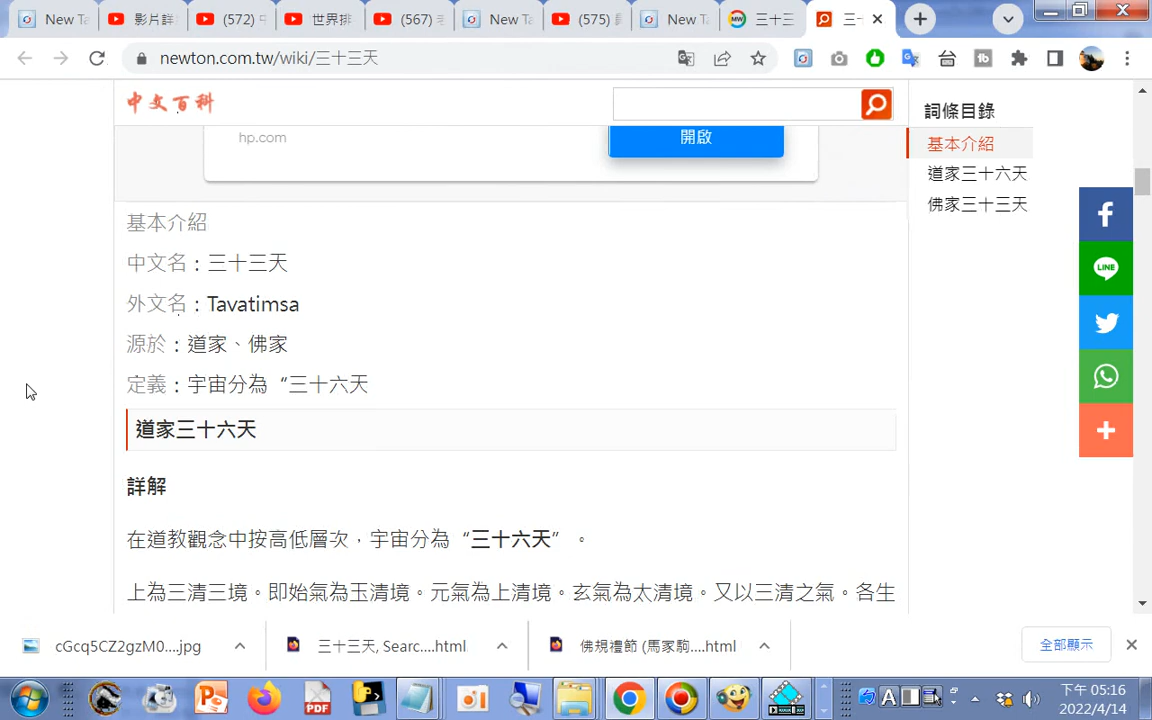 New Ta
影片詳
(572)
世界排
(567)
New Ta
(575)
New Ta
三十三
三十
newton.com.tw/wiki/三十三天
中文百科
詞條目錄
基本介紹
道家三十六天
佛家三十三天
hp.com
開啟
基本介紹
中文名：三十三天
外文名：Tavatimsa
源於：道家、佛家
定義：宇宙分為“三十六天
道家三十六天
詳解
在道教觀念中按高低層次，宇宙分為“三十六天”。
上為三清三境。即始氣為玉清境。元氣為上清境。玄氣為太清境。又以三清之氣。各生
LINE
cGcq5CZ2gzM0....jpg
三十三天, Searc....html
佛規禮節 (馬家駒....html
全部顯示
下午 05:16
2022/4/14